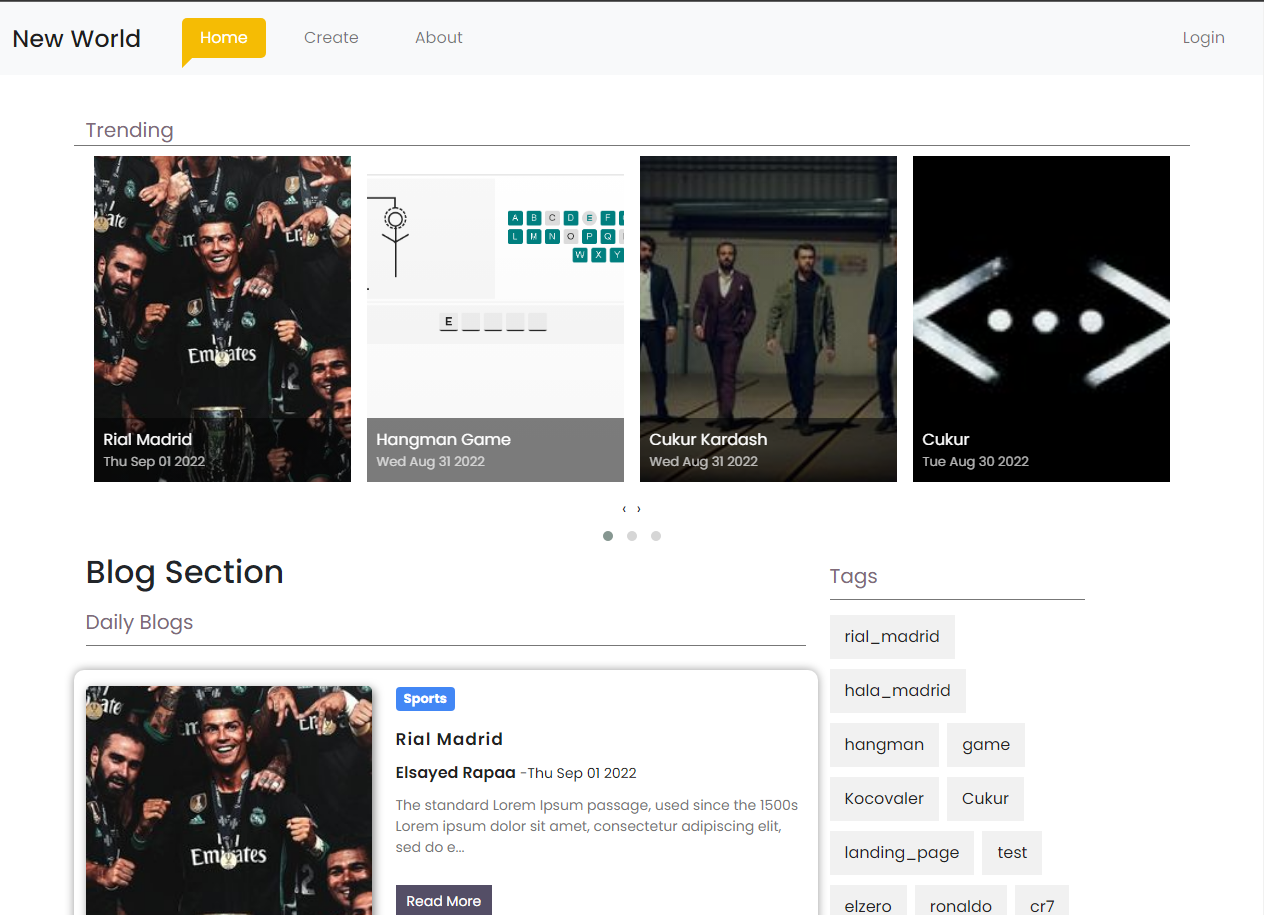 New World
Home
Create
About
Login
Trending
Emirates
A B C D E F
L M N O P Q
W X Y
E
Rial Madrid
Thu Sep 01 2022
Hangman Game
Wed Aug 31 2022
Cukur Kardash
Wed Aug 31 2022
Cukur
Tue Aug 30 2022
‹ ›
Blog Section
Daily Blogs
Emirates
Sports
Rial Madrid
Elsayed Rapaa -Thu Sep 01 2022
The standard Lorem Ipsum passage, used since the 1500s
Lorem ipsum dolor sit amet, consectetur adipiscing elit,
sed do e...
Read More
Tags
rial_madrid
hala_madrid
hangman game
Kocovaler Cukur
landing_page test
elzero ronaldo cr7